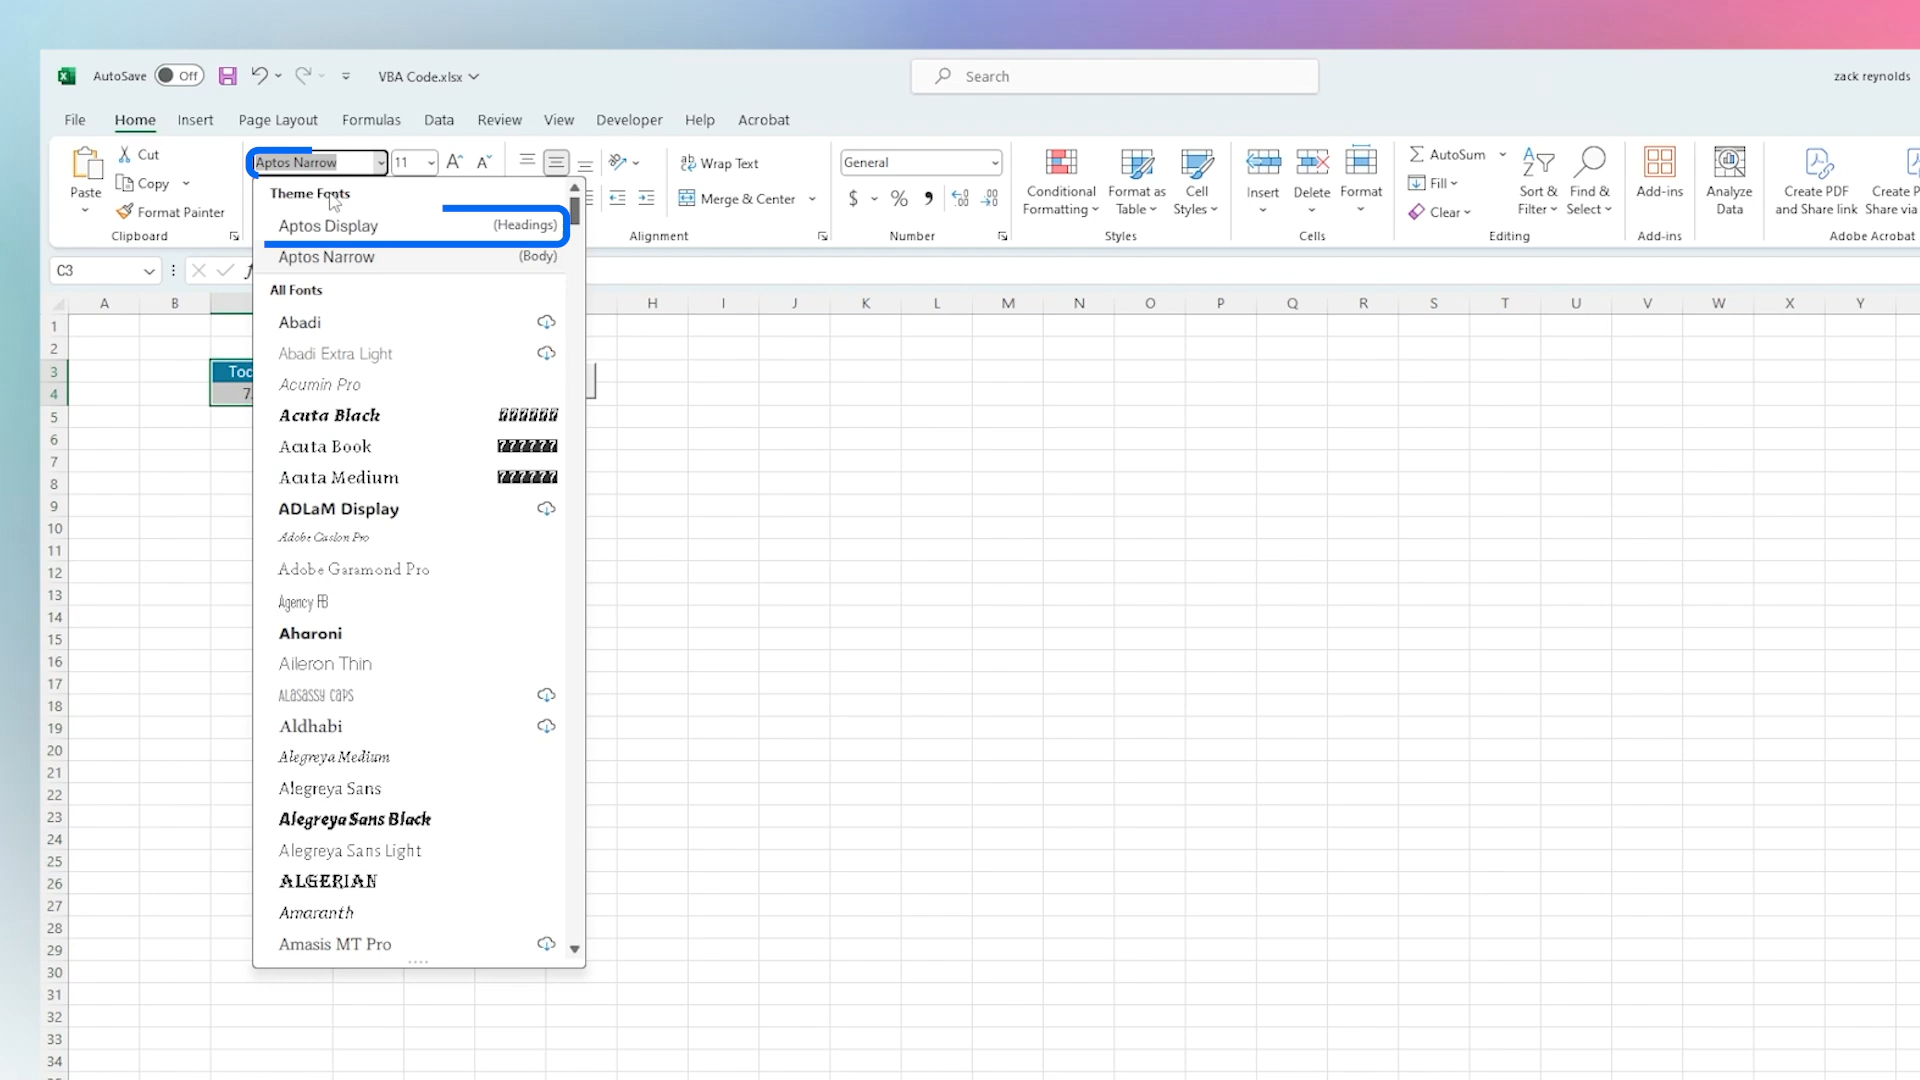 AutoSave Off VBA Code.xlsx Search zack reynolds
File Home Insert Page Layout Formulas Data Review View Developer Help Acrobat
Paste
Cut
Copy
Format Painter
Clipboard
Aptos Narrow 11
Wrap Text
Merge & Center
Alignment
General
$ % ,
Number
Conditional Formatting
Format as Table
Cell Styles
Styles
Insert
Delete
Format
Cells
AutoSum
Fill
Clear
Sort & Filter
Find & Select
Editing
Add-ins
Add-ins
Analyze Data
Create PDF and Share link
Create P
Share via
Adobe Acrobat
C3
Theme Fonts
Aptos Display (Headings)
Aptos Narrow (Body)
All Fonts
Abadi
Abadi Extra Light
Acumin Pro
Acuta Black
Acuta Book
Acuta Medium
ADLaM Display
Adobe Caslon Pro
Adobe Garamond Pro
Agency FB
Aharoni
Aileron Thin
ALASASSY CAPS
Aldhabi
Alegreya Medium
Alegreya Sans
Alegreya Sans Black
Alegreya Sans Light
ALGERIAN
Amaranth
Amasis MT Pro
A B H I J K L M N O P Q R S T U V W X Y
1
2
3 Toc
4 7
5
6
7
8
9
10
11
12
13
14
15
16
17
18
19
20
21
22
23
24
25
26
27
28
29
30
31
32
33
34